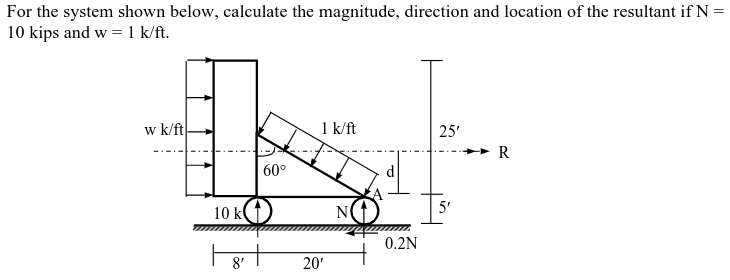 For the system shown below, calculate the magnitude, direction and location of the resultant if N =
10 kips and w = 1 k/ft.
w k/ft
1 k/ft
25'
R
60°
d
A
10 k
N
5'
0.2N
8'
20'